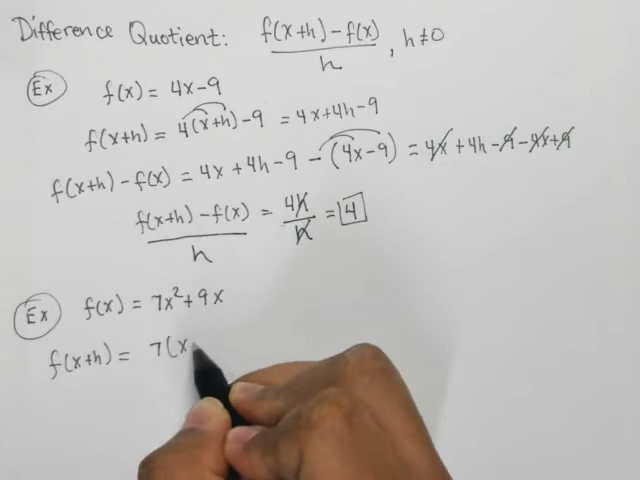 Difference Quotient: (f(x+h) - f(x))/h , h≠0
Ex f(x) = 4x-9
f(x+h) = 4(x+h)-9 = 4x+4h-9
f(x+h) - f(x) = 4x+4h-9 - (4x-9) = 4x+4h-9-4x+9
(f(x+h) - f(x))/h = 4h/h = 4
Ex f(x) = 7x²+9x
f(x+h) = 7(x